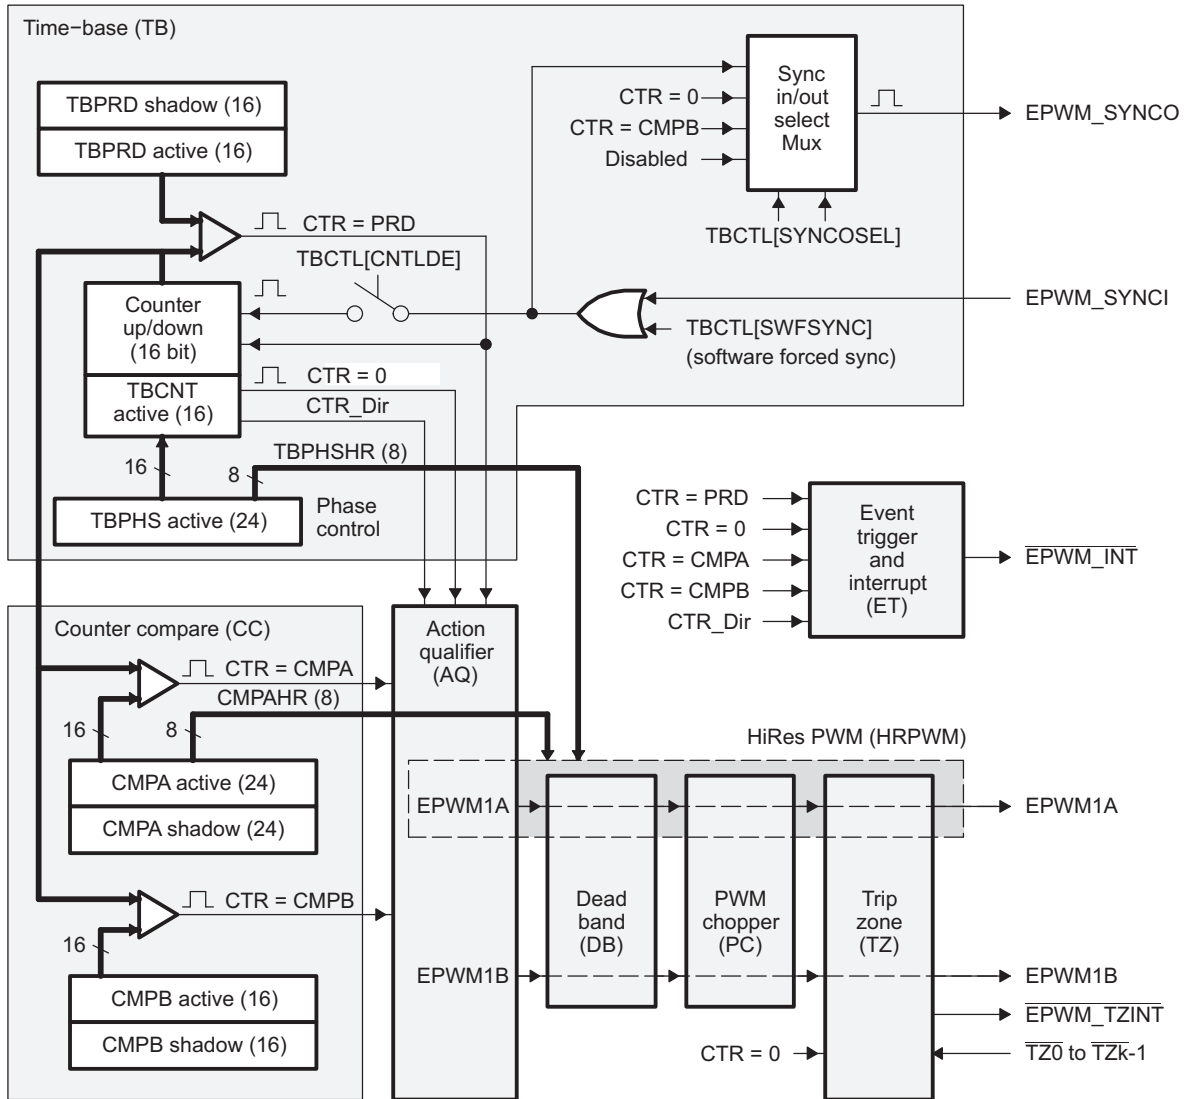 Time−base (TB)
TBPRD shadow (16)
TBPRD active (16)
CTR = PRD
TBCTL[CNTLDE]
Counter
up/down
(16 bit)
TBCNT
active (16)
CTR = 0
CTR_Dir
16
8
TBPHSHR (8)
TBPHS active (24)
Phase
control
Sync
in/out
select
Mux
CTR = 0
CTR = CMPB
Disabled
TBCTL[SYNCOSEL]
EPWM_SYNCO
EPWM_SYNCI
TBCTL[SWFSYNC]
(software forced sync)
CTR = PRD
CTR = 0
CTR = CMPA
CTR = CMPB
CTR_Dir
Event
trigger
and
interrupt
(ET)
EPWM_INT
Counter compare (CC)
CTR = CMPA
CMPAHR (8)
16
8
CMPA active (24)
CMPA shadow (24)
CTR = CMPB
16
CMPB active (16)
CMPB shadow (16)
Action
qualifier
(AQ)
HiRes PWM (HRPWM)
EPWM1A
EPWM1A
Dead
band
(DB)
PWM
chopper
(PC)
Trip
zone
(TZ)
EPWM1B
EPWM1B
EPWM_TZINT
CTR = 0
TZ0 to TZk-1